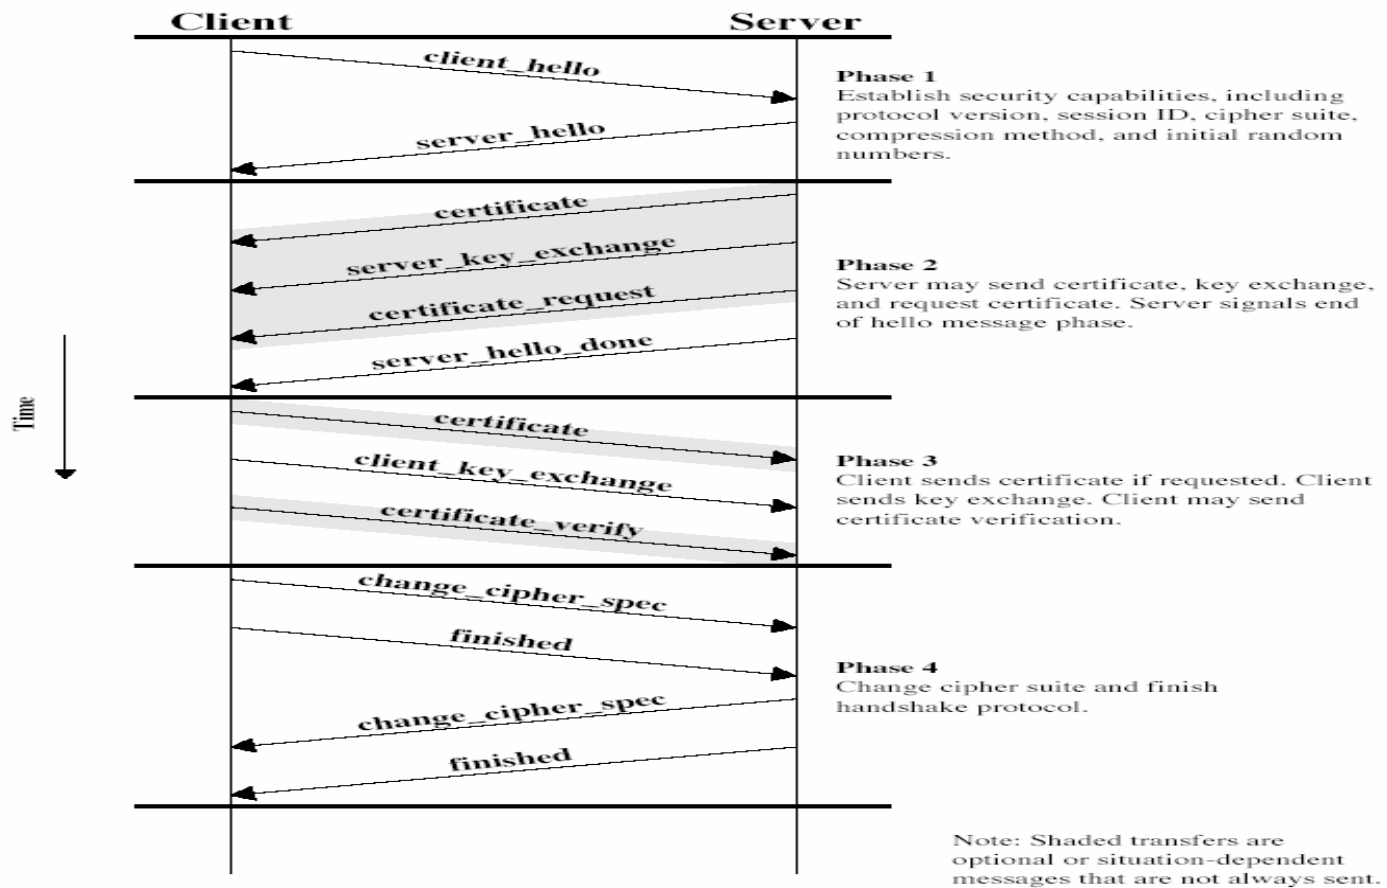 Client Server
client_hello
server_hello
Phase 1
Establish security capabilities, including
protocol version, session ID, cipher suite,
compression method, and initial random
numbers.
certificate
server_key_exchange
certificate_request
server_hello_done
Phase 2
Server may send certificate, key exchange,
and request certificate. Server signals end
of hello message phase.
Time
certificate
client_key_exchange
certificate_verify
Phase 3
Client sends certificate if requested. Client
sends key exchange. Client may send
certificate verification.
change_cipher_spec
finished
change_cipher_spec
finished
Phase 4
Change cipher suite and finish
handshake protocol.
Note: Shaded transfers are
optional or situation-dependent
messages that are not always sent.